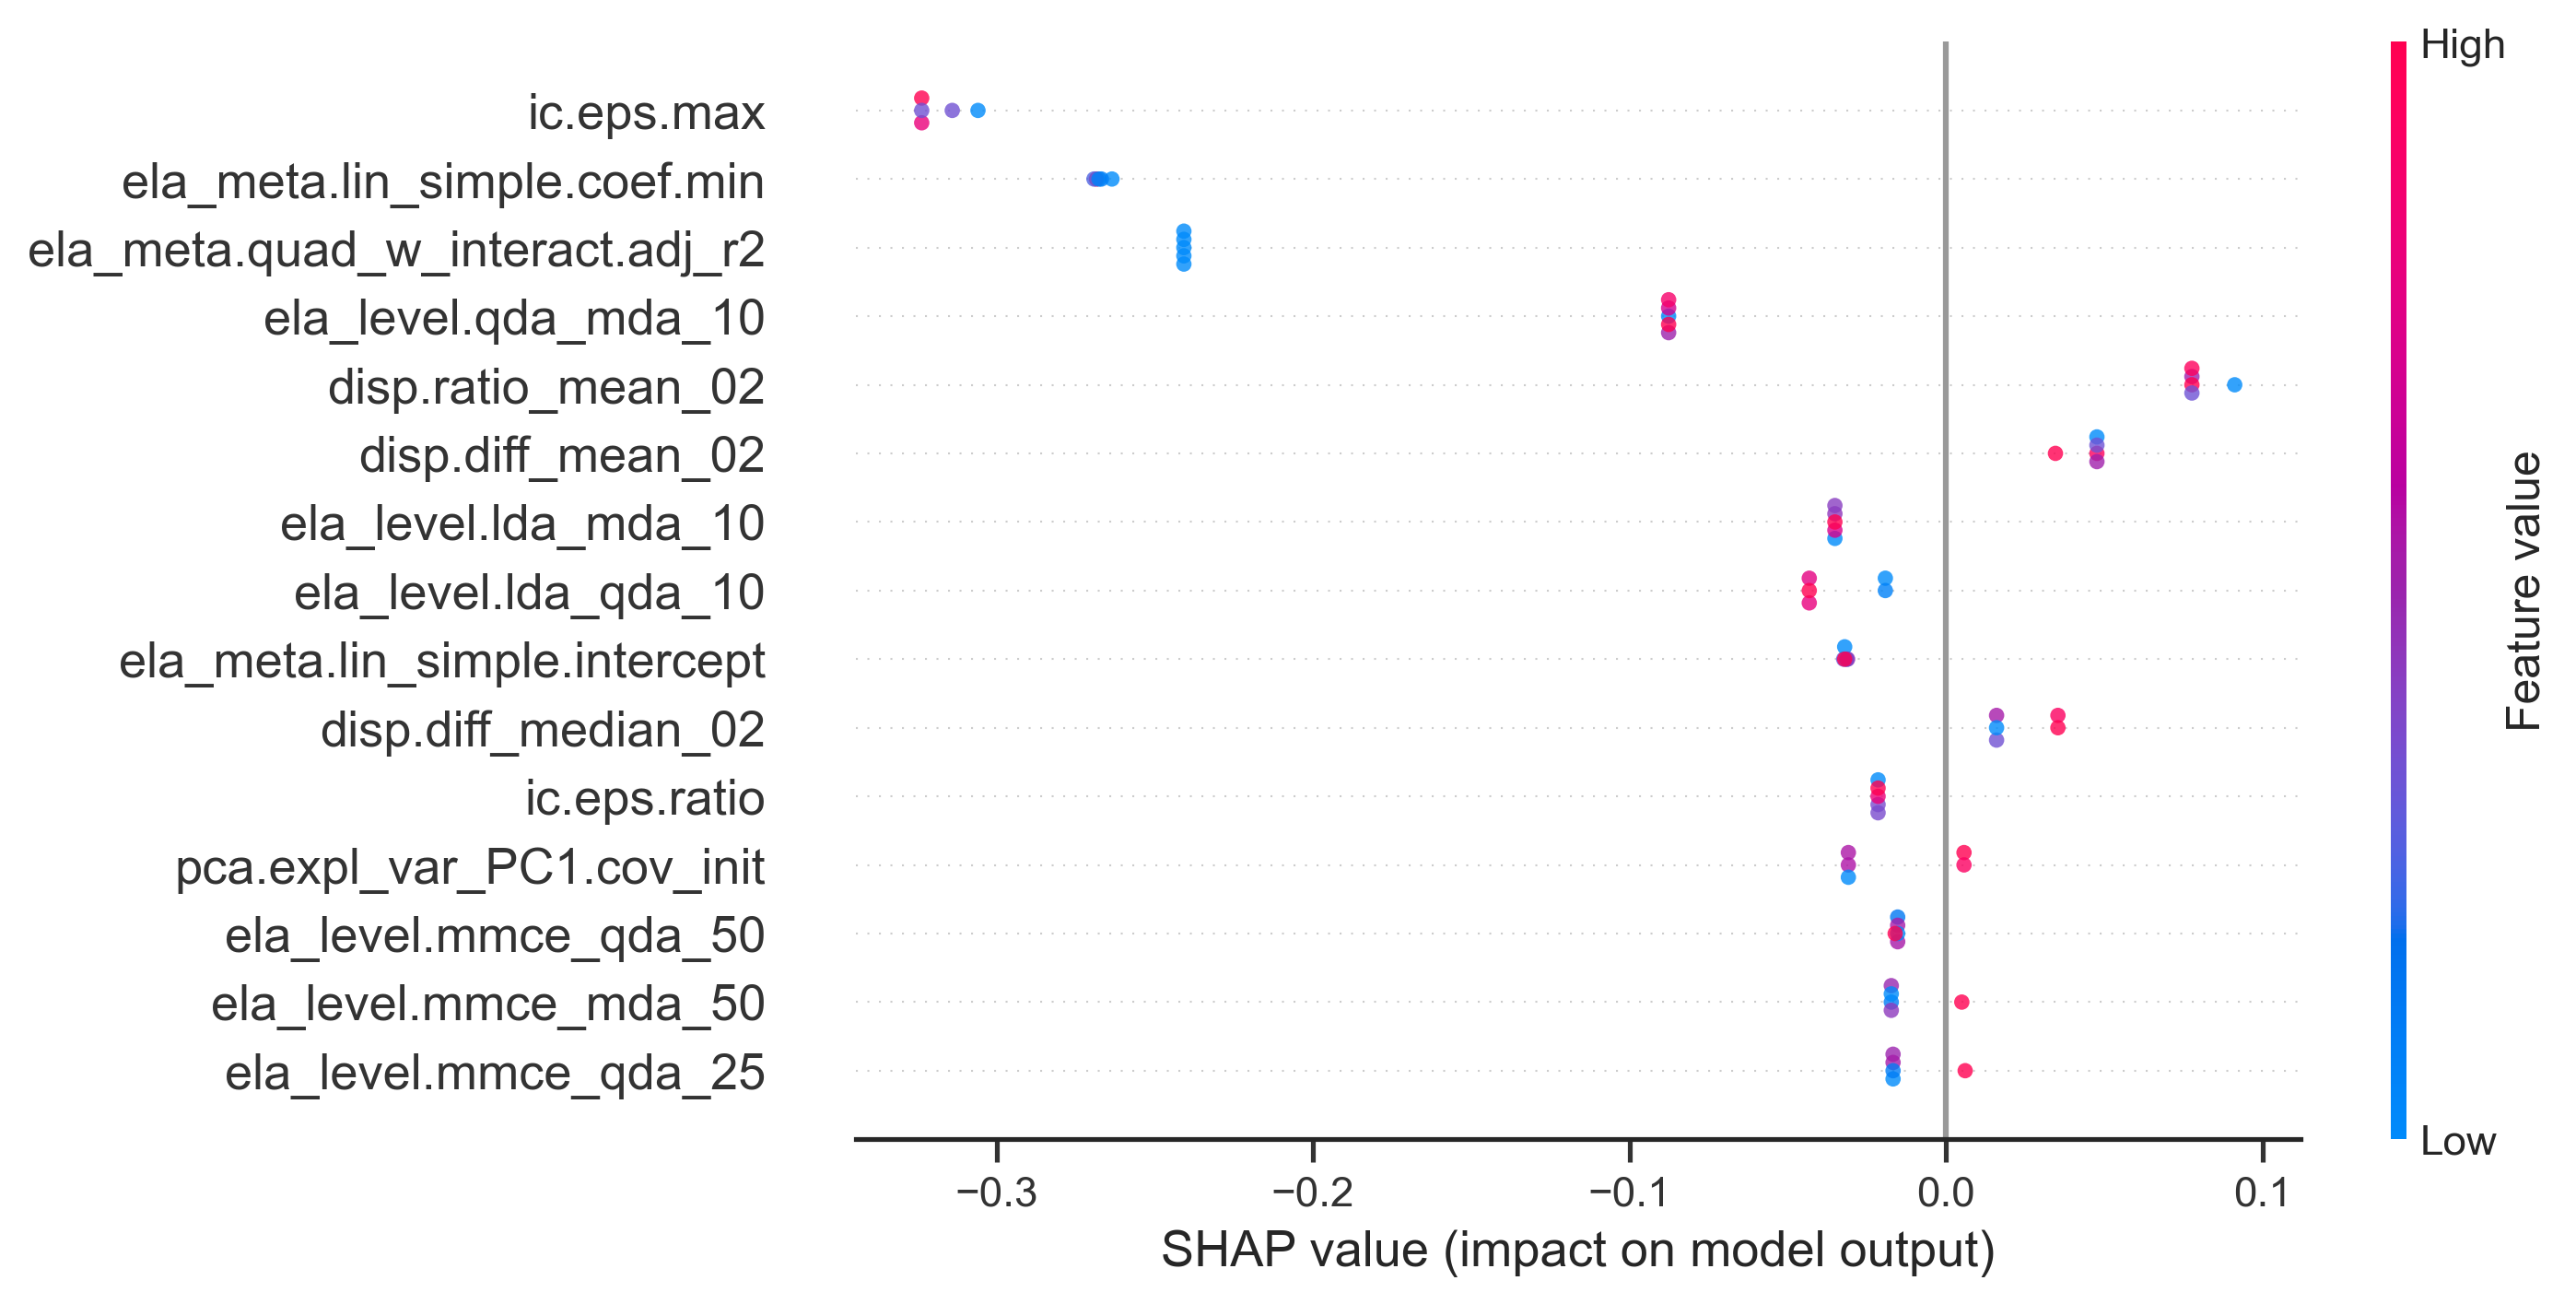 High
ic.eps.max
ela_meta.lin_simple.coef.min
ela_meta.quad_w_interact.adj_r2
ela_level.qda_mda_10
disp.ratio_mean_02
disp.diff_mean_02
ela_level.lda_mda_10
ela_level.lda_qda_10
ela_meta.lin_simple.intercept
disp.diff_median_02
ic.eps.ratio
pca.expl_var_PC1.cov_init
ela_level.mmce_qda_50
ela_level.mmce_mda_50
ela_level.mmce_qda_25
Feature value
Low
−0.3 −0.2 −0.1 0.0 0.1
SHAP value (impact on model output)